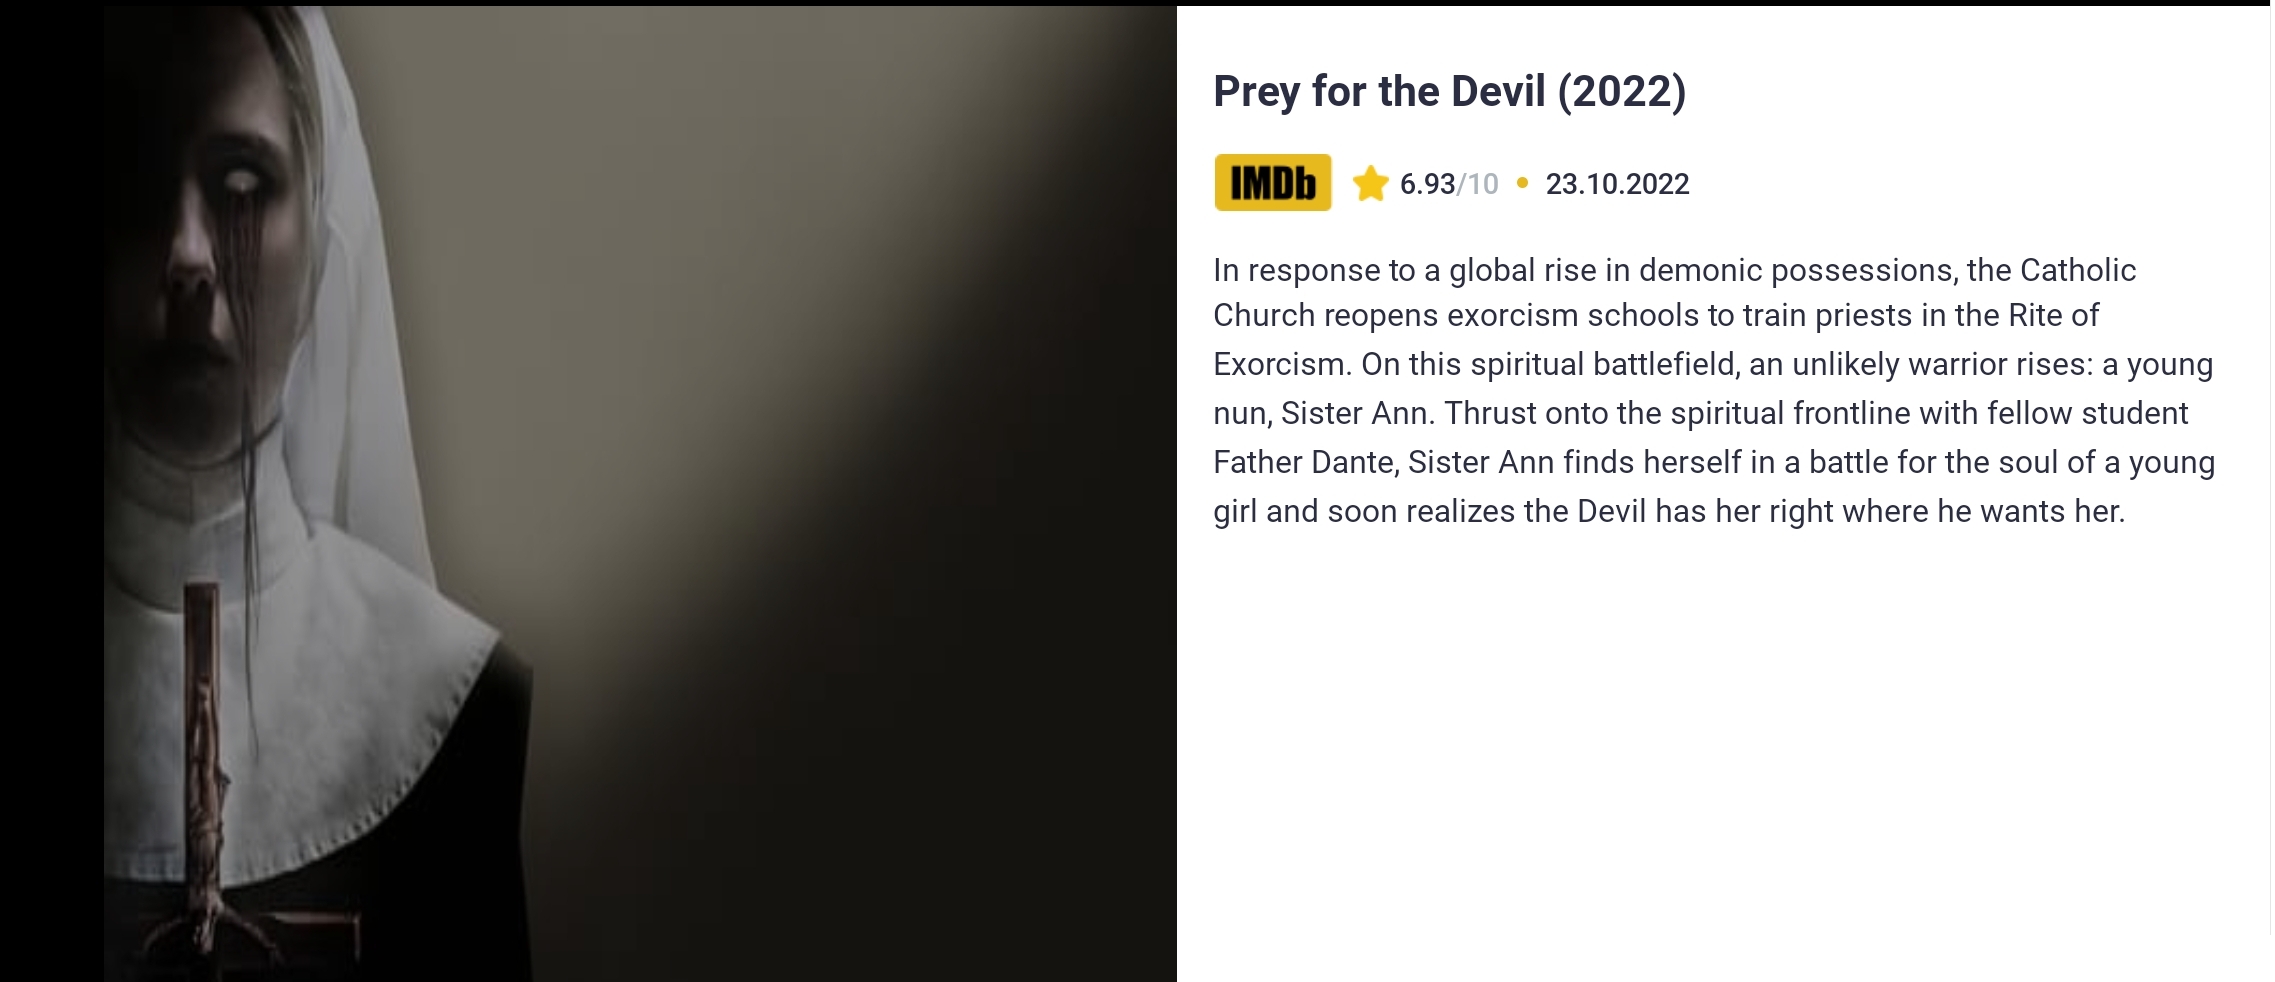 Prey for the Devil (2022)
IMDb 6.93/10 • 23.10.2022
In response to a global rise in demonic possessions, the Catholic
Church reopens exorcism schools to train priests in the Rite of
Exorcism. On this spiritual battlefield, an unlikely warrior rises: a young
nun, Sister Ann. Thrust onto the spiritual frontline with fellow student
Father Dante, Sister Ann finds herself in a battle for the soul of a young
girl and soon realizes the Devil has her right where he wants her.